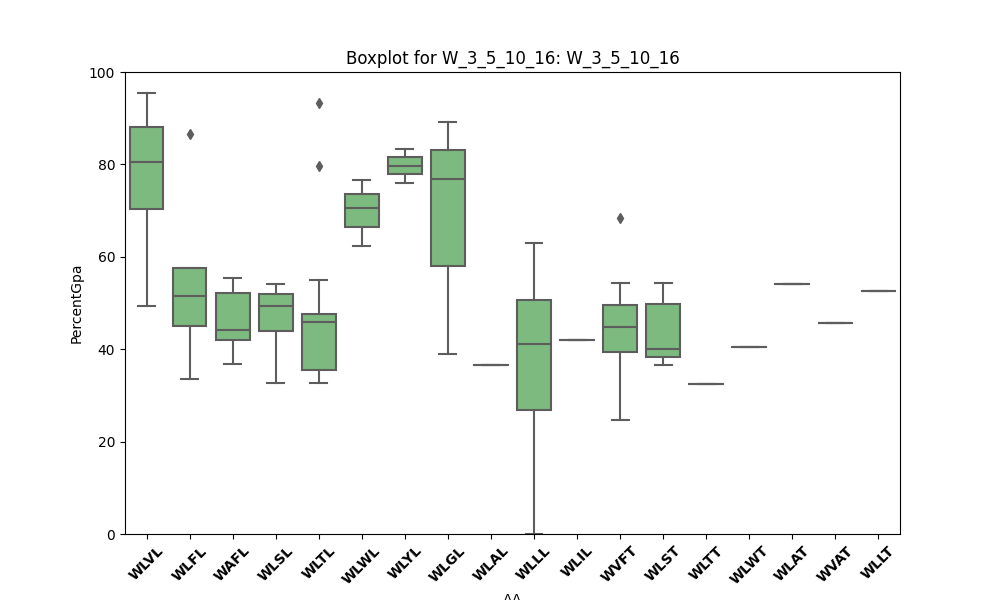 Boxplot for W_3_5_10_16: W_3_5_10_16
PercentGpa
100
80
60
40
20
0
WLVL WLFL WAFL WLSL WLTL WLWL WLYL WLGL WLAL WLLL WLIL WVFT WLST WLTT WLWT WLAT WVAT WLLT
AA